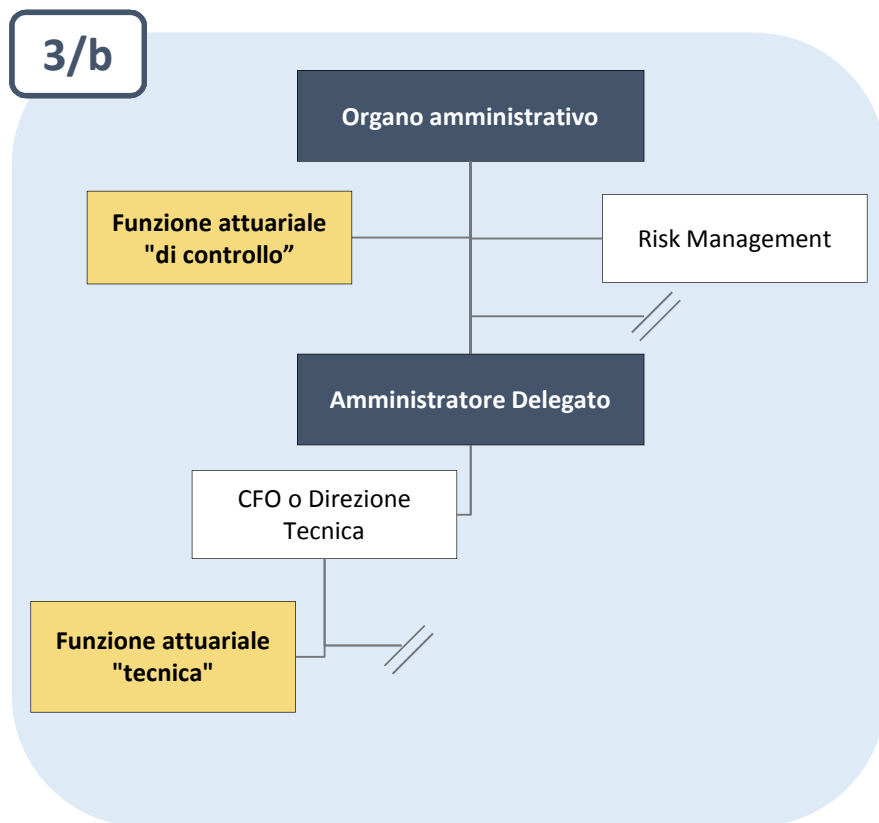 3/b
Organo amministrativo
Funzione attuariale
"di controllo”
Risk Management
Amministratore Delegato
CFO o Direzione
Tecnica
Funzione attuariale
"tecnica"